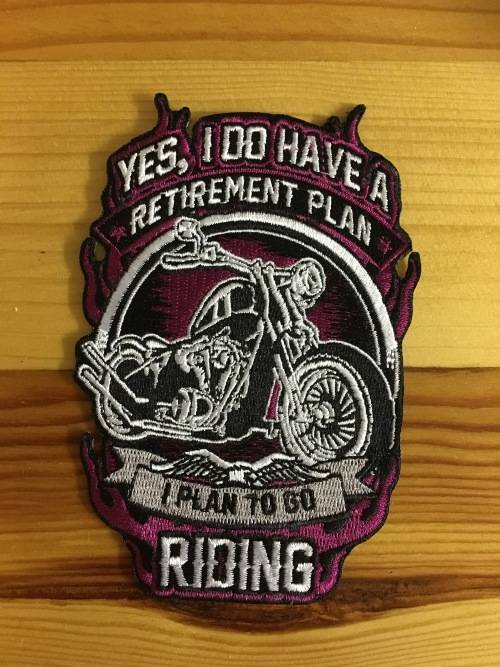 YES, I DO HAVE A
RETIREMENT PLAN
I PLAN TO GO
RIDING